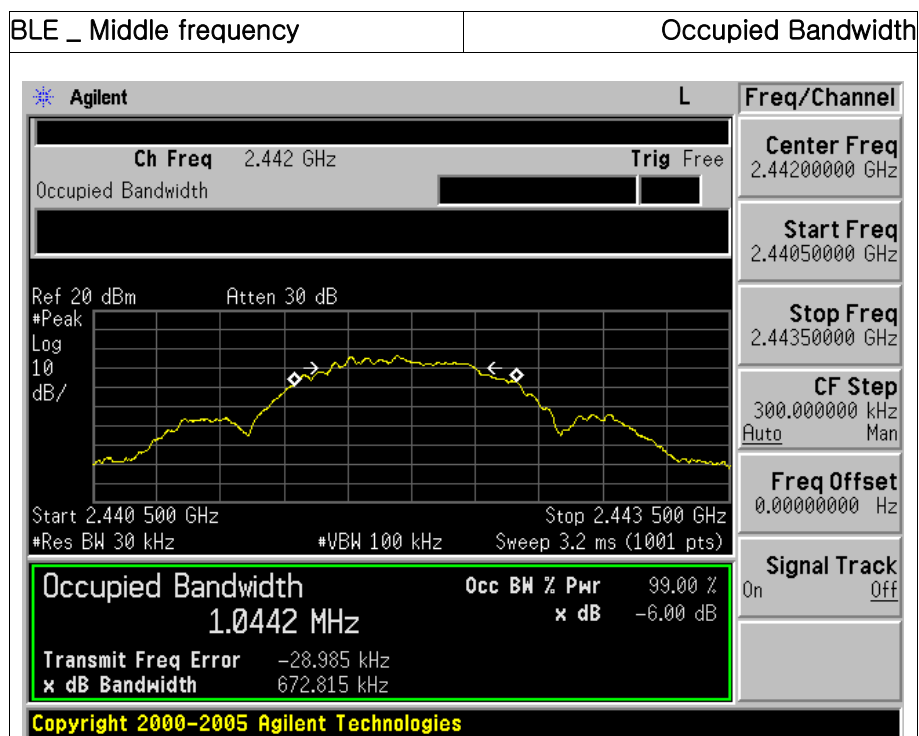 BLE _ Middle frequency Occupied Bandwidth
Agilent L Freq/Channel
Ch Freq 2.442 GHz Trig Free
Occupied Bandwidth
Center Freq
2.44200000 GHz
Start Freq
2.44050000 GHz
Stop Freq
2.44350000 GHz
CF Step
300.000000 kHz
Auto Man
Freq Offset
0.00000000 Hz
Signal Track
On Off
Ref 20 dBm Atten 30 dB
#Peak
Log
10
dB/
Start 2.440 500 GHz Stop 2.443 500 GHz
#Res BW 30 kHz #VBW 100 kHz Sweep 3.2 ms (1001 pts)
Occupied Bandwidth Occ BW % Pwr 99.00 %
1.0442 MHz x dB -6.00 dB
Transmit Freq Error -28.985 kHz
x dB Bandwidth 672.815 kHz
Copyright 2000-2005 Agilent Technologies